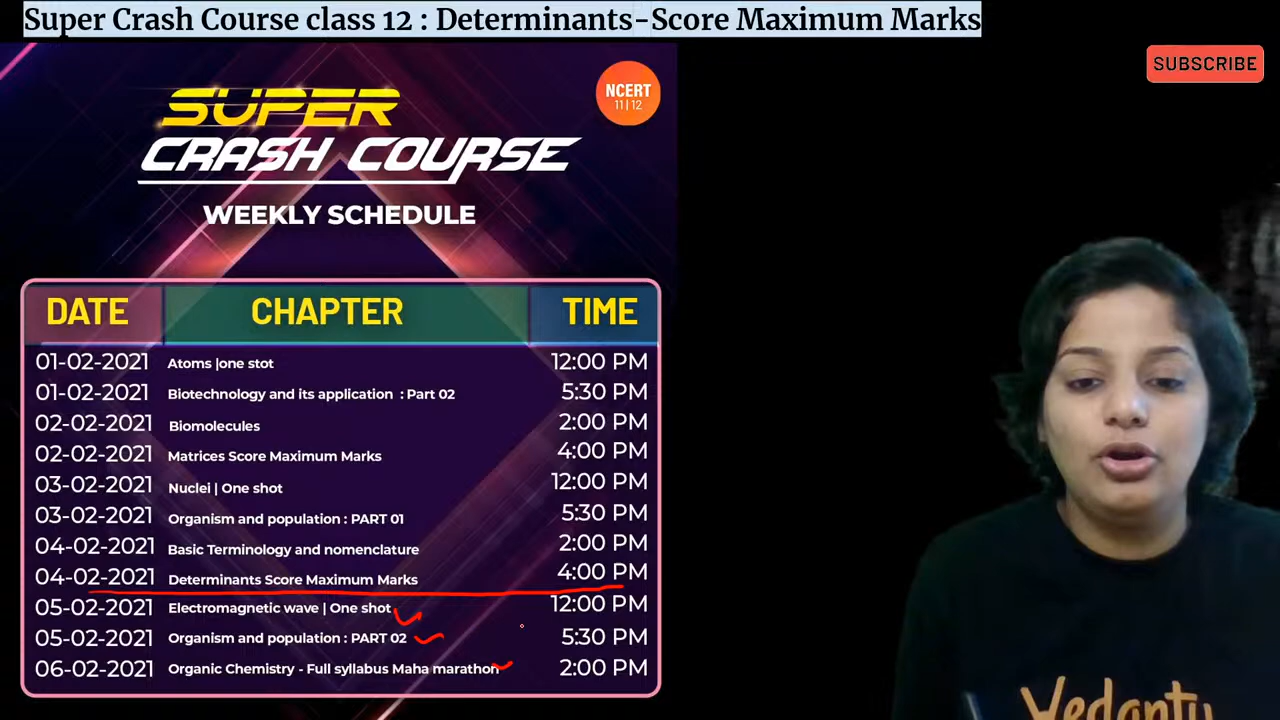 Super Crash Course class 12 : Determinants-Score Maximum Marks
SUBSCRIBE
NCERT
11|12
SUPER
CRASH COURSE
WEEKLY SCHEDULE
DATE CHAPTER TIME
01-02-2021 Atoms |one stot 12:00 PM
01-02-2021 Biotechnology and its application : Part 02 5:30 PM
02-02-2021 Biomolecules 2:00 PM
02-02-2021 Matrices Score Maximum Marks 4:00 PM
03-02-2021 Nuclei | One shot 12:00 PM
03-02-2021 Organism and population : PART 01 5:30 PM
04-02-2021 Basic Terminology and nomenclature 2:00 PM
04-02-2021 Determinants Score Maximum Marks 4:00 PM
05-02-2021 Electromagnetic wave | One shot 12:00 PM
05-02-2021 Organism and population : PART 02 5:30 PM
06-02-2021 Organic Chemistry - Full syllabus Maha marathon 2:00 PM
Vedantu